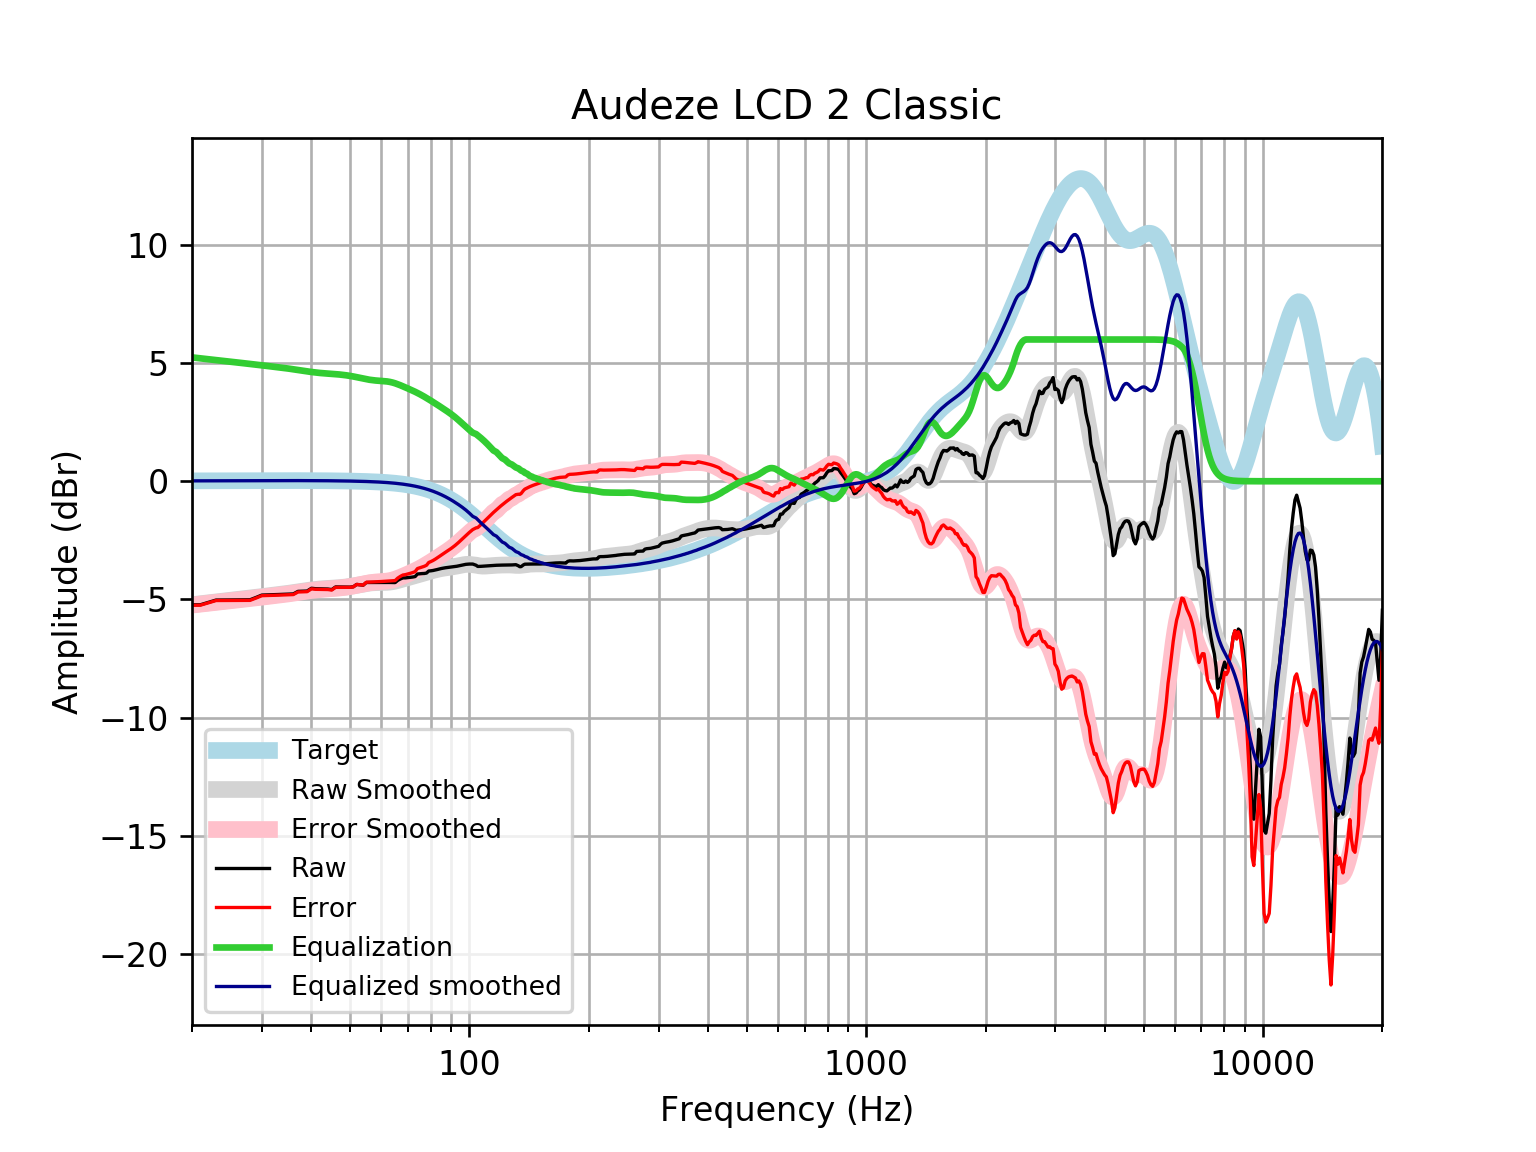 Audeze LCD 2 Classic
10
5
0
−5
−10
−15
−20
Amplitude (dBr)
Target
Raw Smoothed
Error Smoothed
Raw
Error
Equalization
Equalized smoothed
100 1000 10000
Frequency (Hz)